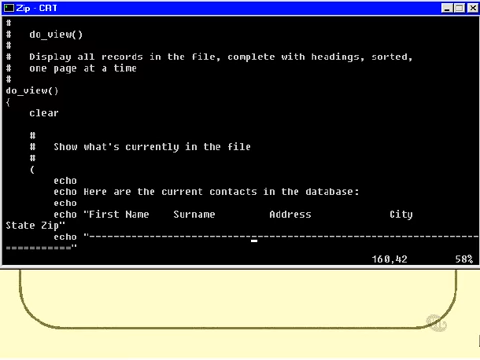 Zip - CAT
#
#   do_view()
#
#   Display all records in the file, complete with headings, sorted,
#   one page at a time
#
do_view()
{
    clear

    #
    #   Show what's currently in the file
    #
    (
        echo
        echo Here are the current contacts in the database:
        echo
        echo "First Name    Surname         Address             City
State Zip"
        echo "-----------------------------------------------------------------
==========="
160,42        58%